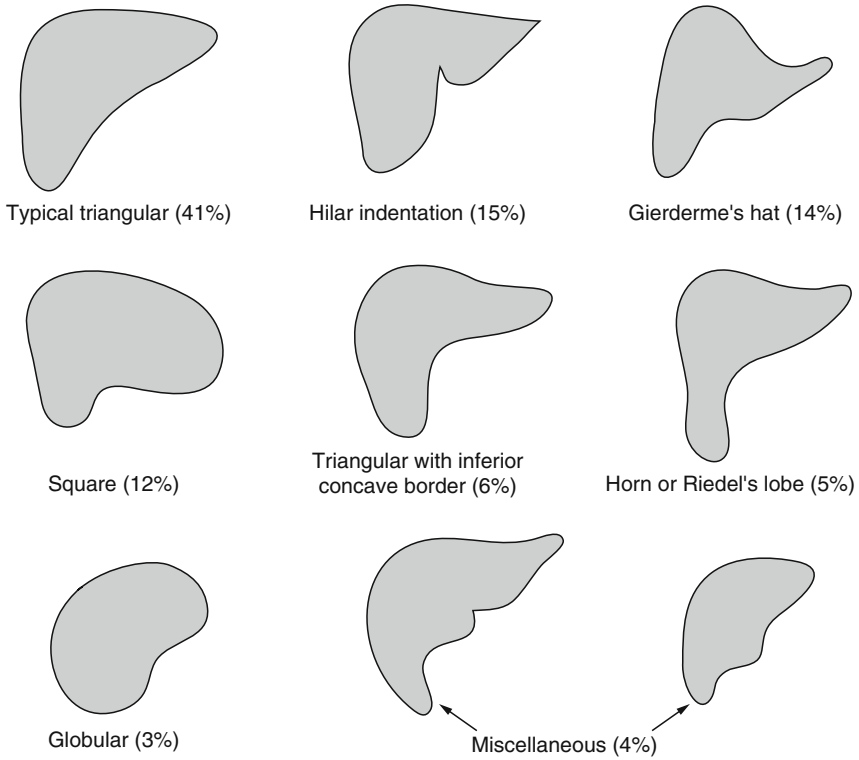 Typical triangular (41%)
Hilar indentation (15%)
Gierderme's hat (14%)
Square (12%)
Triangular with inferior
concave border (6%)
Horn or Riedel's lobe (5%)
Globular (3%)
Miscellaneous (4%)